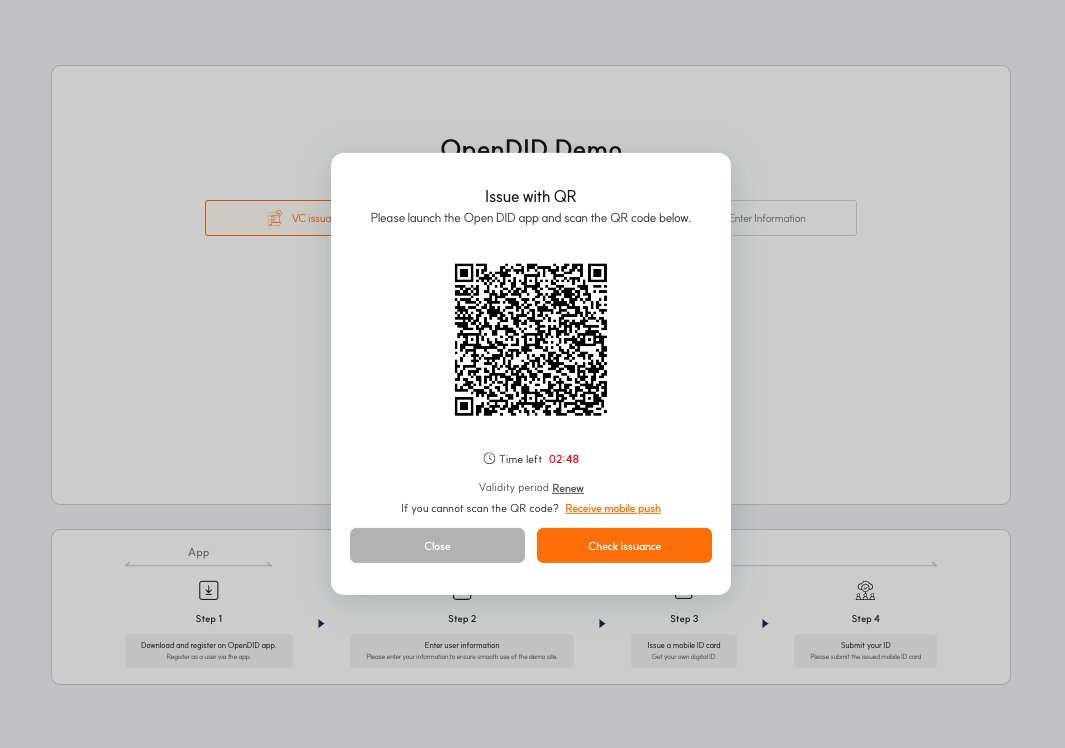 OpenDID Demo
VC issua
Enter Information
Issue with QR
Please launch the Open DID app and scan the QR code below.
Time left 02:48
Validity period Renew
If you cannot scan the QR code? Receive mobile push
Close
Check issuance
App
Step 1
Download and register on OpenDID app.
Register as a user via the app.
Step 2
Enter user information
Please enter your information to ensure smooth use of the demo site.
Step 3
Issue a mobile ID card
Get your own digital ID.
Step 4
Submit your ID
Please submit the issued mobile ID card